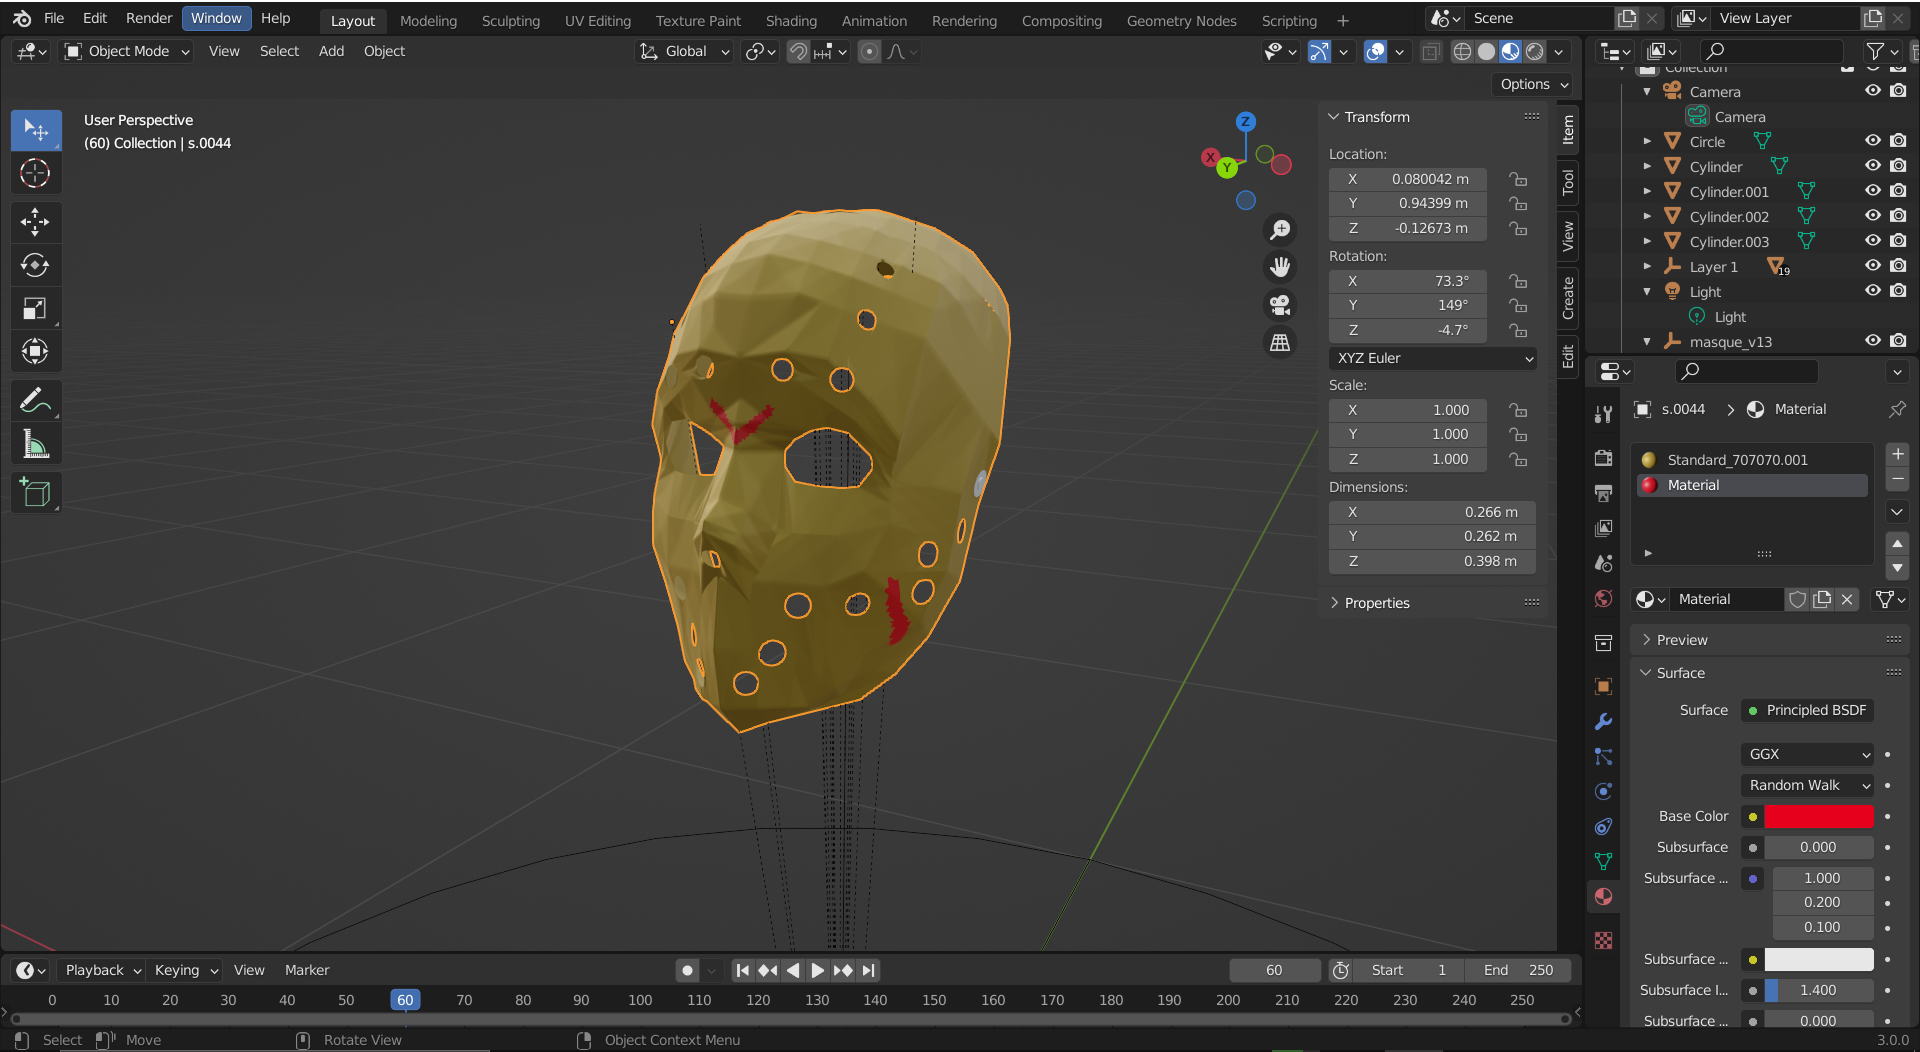 File Edit Render Window Help Layout Modeling Sculpting UV Editing Texture Paint Shading Animation Rendering Compositing Geometry Nodes Scripting + Scene View Layer
Object Mode View Select Add Object Global
Options
User Perspective
(60) Collection | s.0044
Z
X
Y
Transform
Location:
X 0.080042 m
Y 0.94399 m
Z -0.12673 m
Rotation:
X 73.3°
Y 149°
Z -4.7°
XYZ Euler
Scale:
X 1.000
Y 1.000
Z 1.000
Dimensions:
X 0.266 m
Y 0.262 m
Z 0.398 m
Properties
Item
Tool
View
Create
Edit
Collection
Camera
Camera
Circle
Cylinder
Cylinder.001
Cylinder.002
Cylinder.003
Layer 1 19
Light
Light
masque_v13
s.0044 > Material
Standard_707070.001
Material
Material
Preview
Surface
Surface Principled BSDF
GGX
Random Walk
Base Color
Subsurface 0.000
Subsurface ... 1.000
0.200
0.100
Subsurface ...
Subsurface I... 1.400
Subsurface ... 0.000
Playback Keying View Marker 60 Start 1 End 250
0 10 20 30 40 50 60 70 80 90 100 110 120 130 140 150 160 170 180 190 200 210 220 230 240 250
Select Move Rotate View Object Context Menu 3.0.0